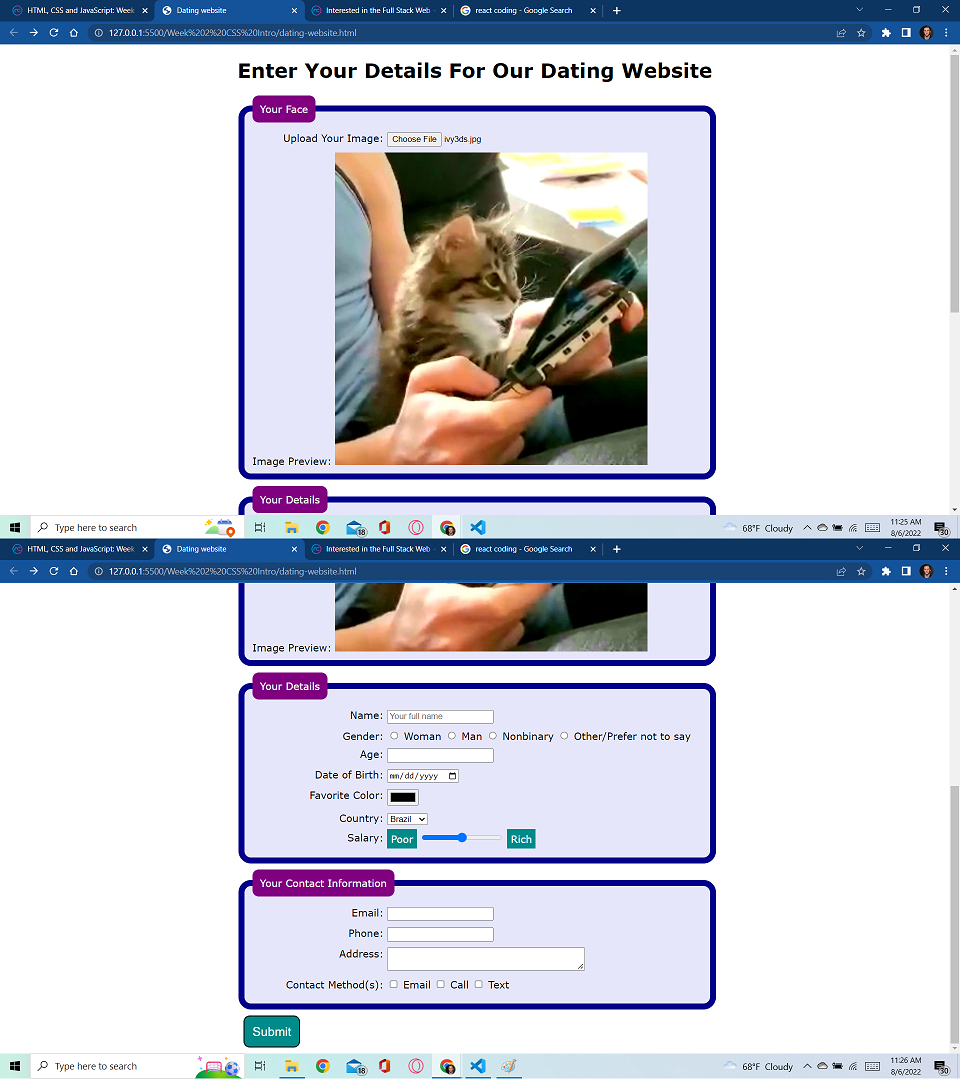 HTML, CSS and JavaScript: Week
Dating website
Interested in the Full Stack Web
react coding - Google Search
127.0.0.1:5500/Week%202%20CSS%20Intro/dating-website.html
Enter Your Details For Our Dating Website
Your Face
Upload Your Image: Choose File ivy3ds.jpg
Image Preview:
Your Details
Type here to search
18
68°F Cloudy
11:25 AM
8/6/2022
30
HTML, CSS and JavaScript: Week
Dating website
Interested in the Full Stack Web
react coding - Google Search
127.0.0.1:5500/Week%202%20CSS%20Intro/dating-website.html
Image Preview:
Your Details
Name: Your full name
Gender: Woman Man Nonbinary Other/Prefer not to say
Age:
Date of Birth: mm/dd/yyyy
Favorite Color:
Country: Brazil
Salary: Poor Rich
Your Contact Information
Email:
Phone:
Address:
Contact Method(s): Email Call Text
Submit
Type here to search
18
68°F Cloudy
11:26 AM
8/6/2022
30